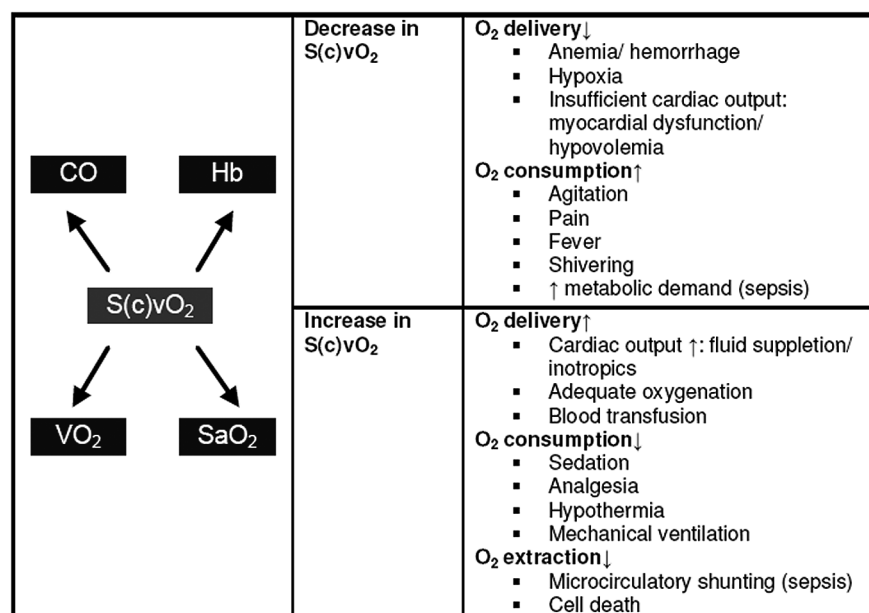 CO
Hb
S(c)vO₂
VO₂
SaO₂
Decrease in
S(c)vO₂
O₂ delivery↓
▪ Anemia/ hemorrhage
▪ Hypoxia
▪ Insufficient cardiac output:
myocardial dysfunction/
hypovolemia
O₂ consumption↑
▪ Agitation
▪ Pain
▪ Fever
▪ Shivering
▪ ↑ metabolic demand (sepsis)
Increase in
S(c)vO₂
O₂ delivery↑
▪ Cardiac output ↑: fluid suppletion/
inotropics
▪ Adequate oxygenation
▪ Blood transfusion
O₂ consumption↓
▪ Sedation
▪ Analgesia
▪ Hypothermia
▪ Mechanical ventilation
O₂ extraction↓
▪ Microcirculatory shunting (sepsis)
▪ Cell death